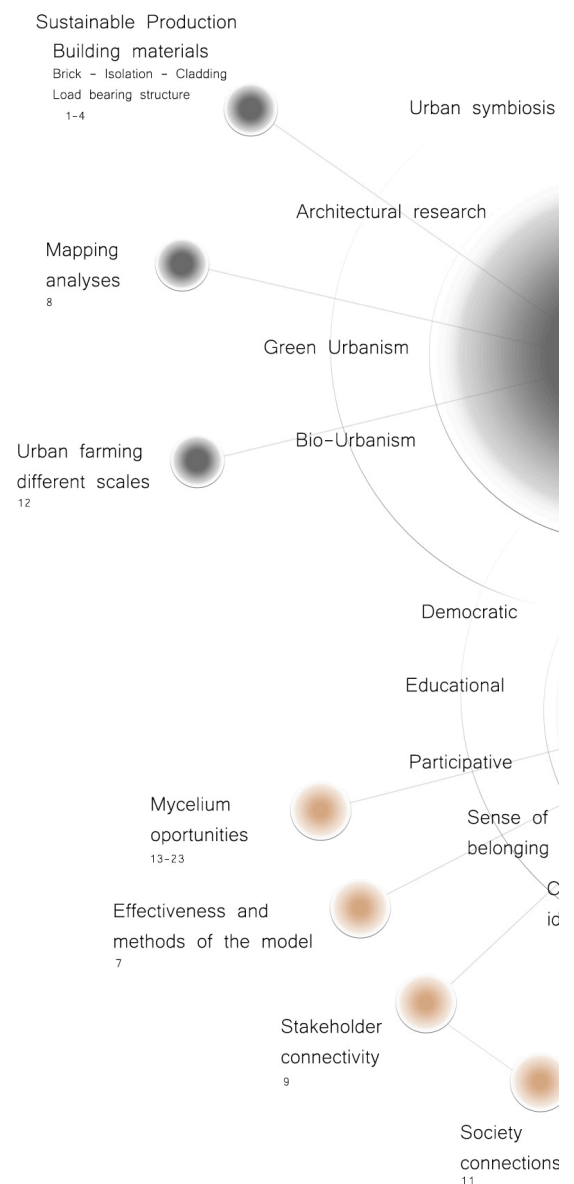 Sustainable Production
Building materials
Brick - Isolation - Cladding
Load bearing structure
1-4
Urban symbiosis
Architectural research
Mapping
analyses
8
Green Urbanism
Bio-Urbanism
Urban farming
different scales
12
Democratic
Educational
Participative
Mycelium
oportunities
13-23
Sense of
belonging
Effectiveness and
methods of the model
7
Stakeholder
connectivity
9
Society
connections
11